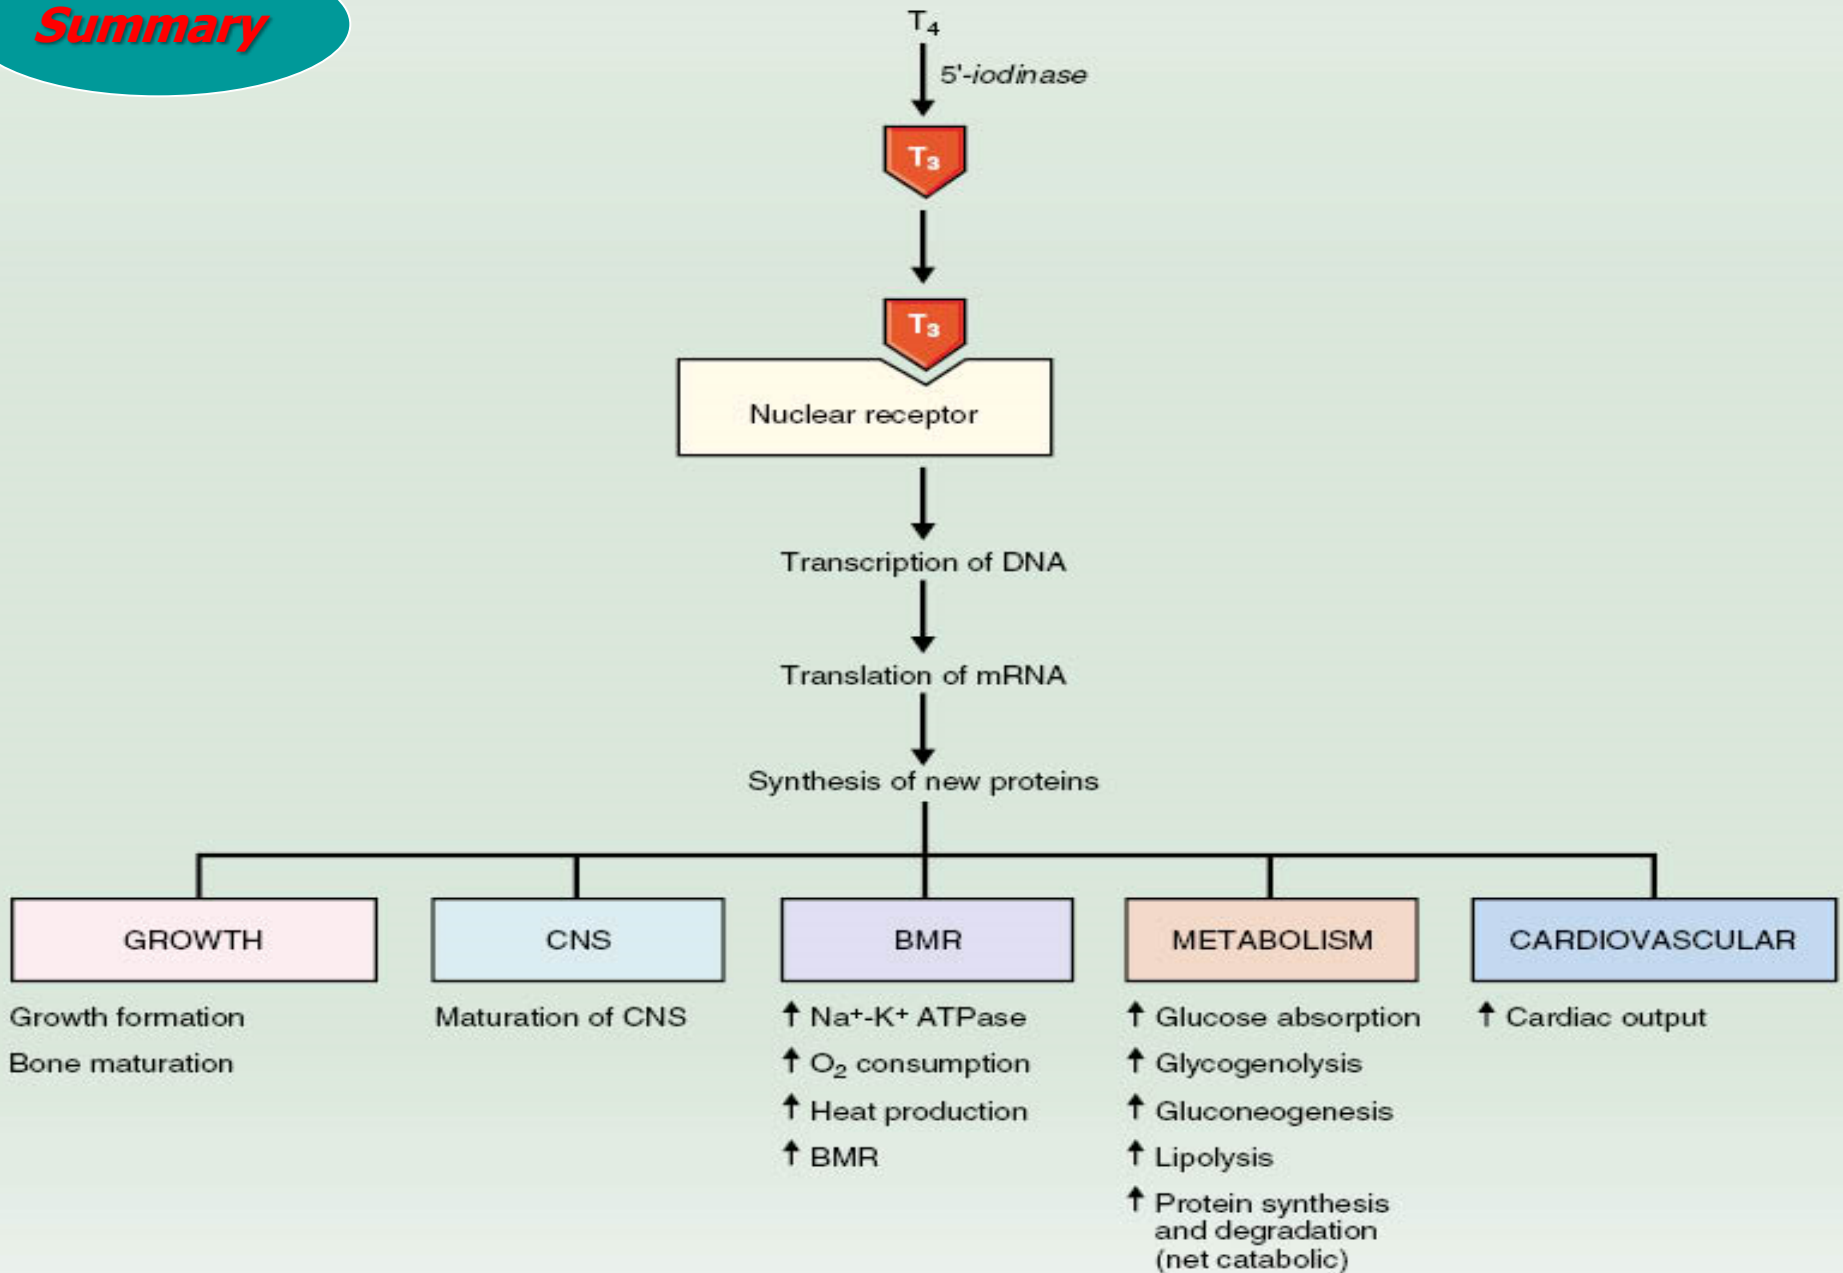 Summary
T₄
5'-iodinase
T₃
T₃
Nuclear receptor
Transcription of DNA
Translation of mRNA
Synthesis of new proteins
GROWTH
Growth formation
Bone maturation
CNS
Maturation of CNS
BMR
↑ Na⁺-K⁺ ATPase
↑ O₂ consumption
↑ Heat production
↑ BMR
METABOLISM
↑ Glucose absorption
↑ Glycogenolysis
↑ Gluconeogenesis
↑ Lipolysis
↑ Protein synthesis
and degradation
(net catabolic)
CARDIOVASCULAR
↑ Cardiac output